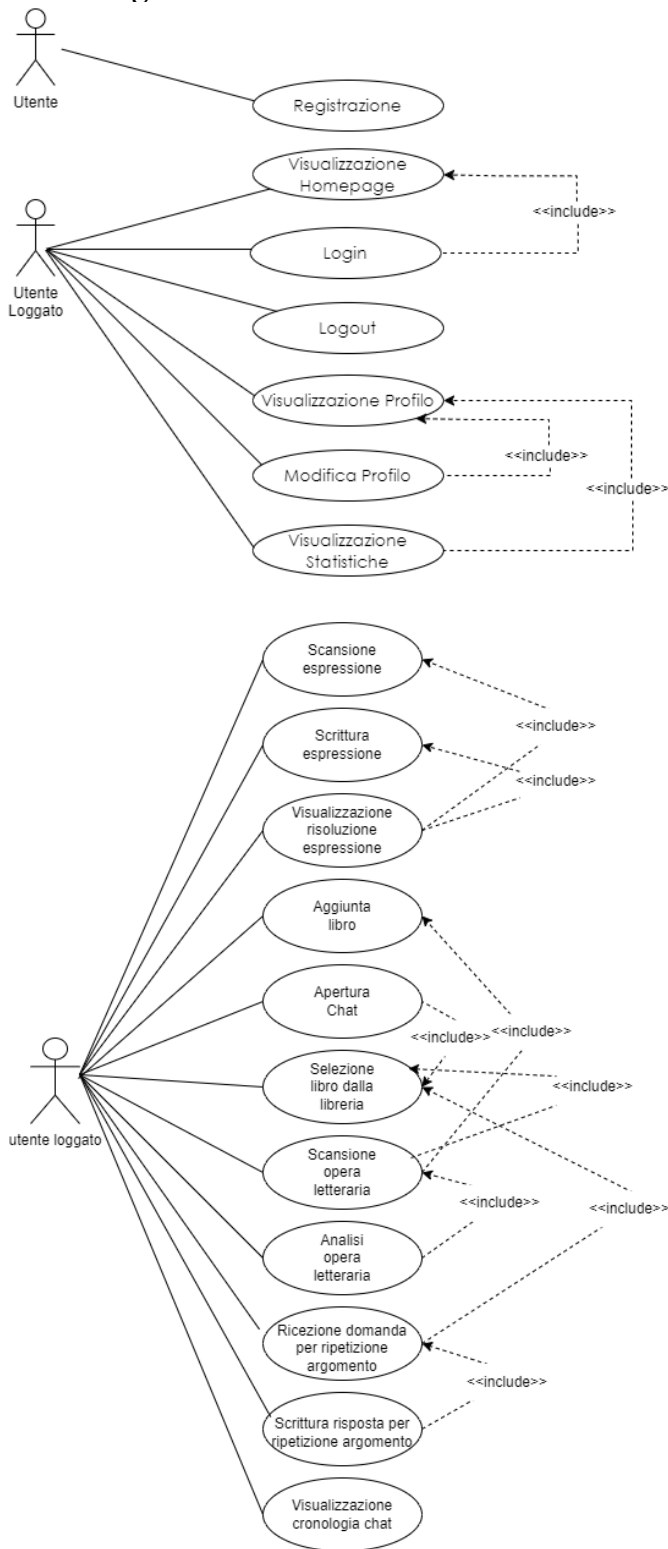 Utente
Registrazione
Visualizzazione
Homepage
<<include>>
Utente
Loggato
Login
Logout
Visualizzazione Profilo
<<include>>
Modifica Profilo
<<include>>
Visualizzazione
Statistiche
Scansione
espressione
<<include>>
Scrittura
espressione
<<include>>
Visualizzazione
risoluzione
espressione
Aggiunta
libro
Apertura
Chat
<<include>>
<<include>>
utente loggato
Selezione
libro dalla
libreria
<<include>>
Scansione
opera
letteraria
<<include>>
<<include>>
Analisi
opera
letteraria
Ricezione domanda
per ripetizione
argomento
<<include>>
Scrittura risposta per
ripetizione argomento
Visualizzazione
cronologia chat